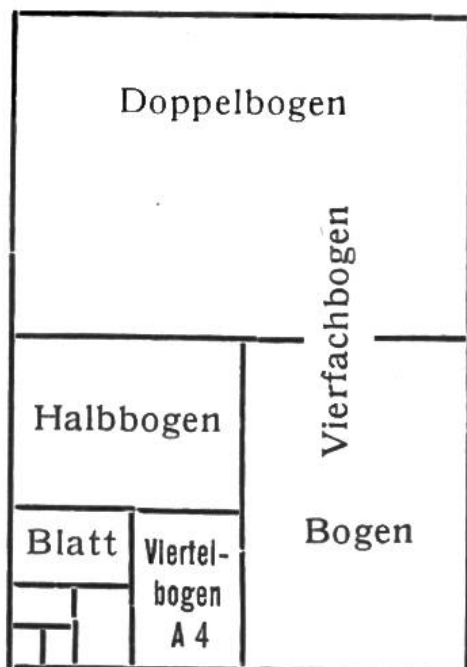 Doppelbogen
Vierfachbogen
Halbbogen
Bogen
Blatt
Viertel-
bogen
A 4